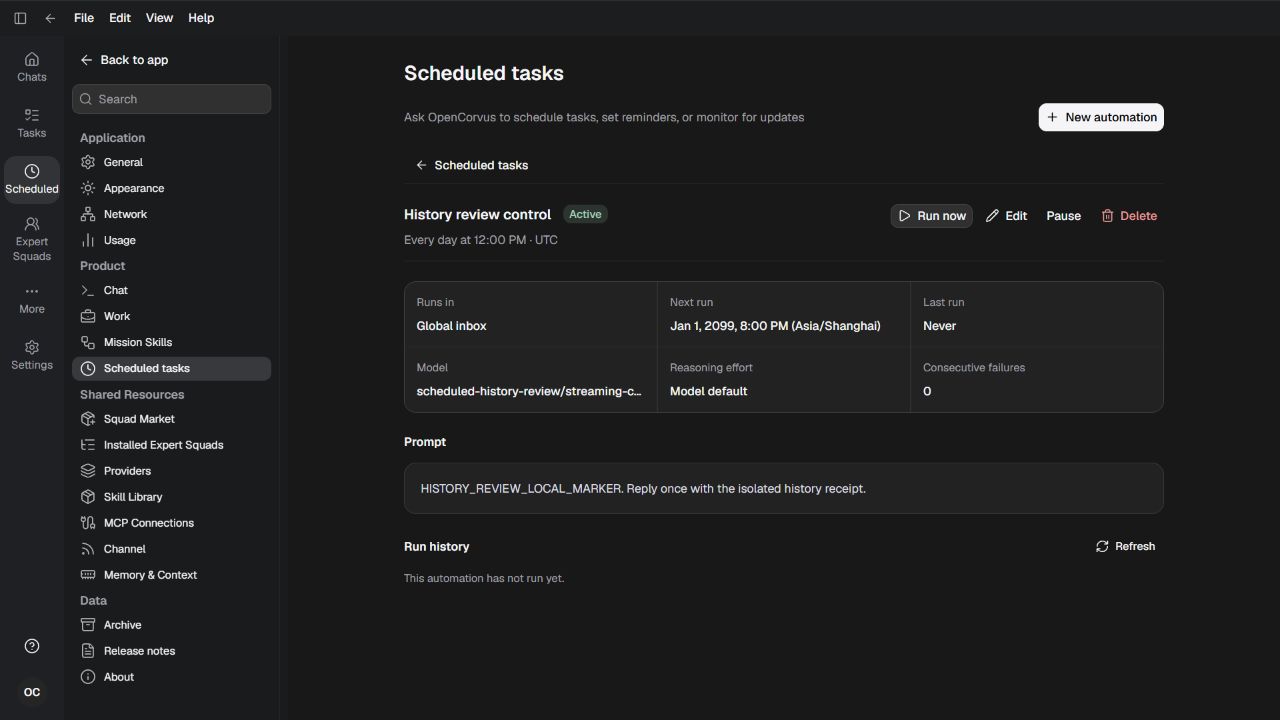 File Edit View Help
Chats
Tasks
Scheduled
Expert
Squads
More
Settings
OC
Back to app
Search
Application
General
Appearance
Network
Usage
Product
Chat
Work
Mission Skills
Scheduled tasks
Shared Resources
Squad Market
Installed Expert Squads
Providers
Skill Library
MCP Connections
Channel
Memory & Context
Data
Archive
Release notes
About
Scheduled tasks
Ask OpenCorvus to schedule tasks, set reminders, or monitor for updates
New automation
Scheduled tasks
History review control Active
Run now Edit Pause Delete
Every day at 12:00 PM · UTC
Runs in
Global inbox
Next run
Jan 1, 2099, 8:00 PM (Asia/Shanghai)
Last run
Never
Model
scheduled-history-review/streaming-c...
Reasoning effort
Model default
Consecutive failures
0
Prompt
HISTORY_REVIEW_LOCAL_MARKER. Reply once with the isolated history receipt.
Run history
Refresh
This automation has not run yet.